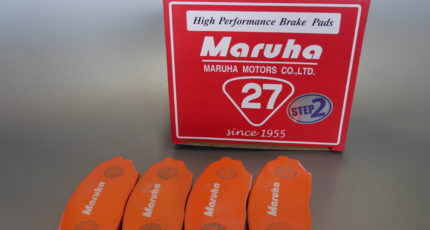 High Performance Brake Pads
Maruha
MARUHA MOTORS CO.,LTD.
27
STEP2
since 1955
Maruha
Maruha
Maruha
Maruha